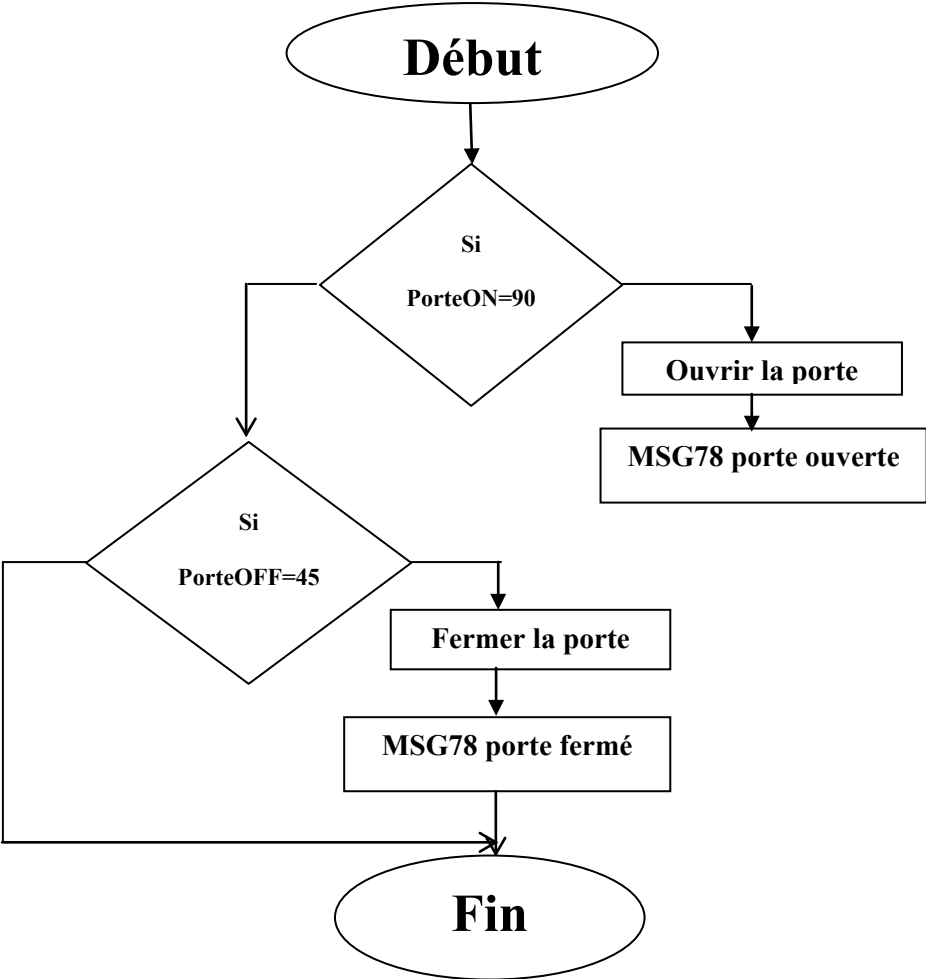 Début
Si
PorteON=90
Ouvrir la porte
MSG78 porte ouverte
Si
PorteOFF=45
Fermer la porte
MSG78 porte fermé
Fin